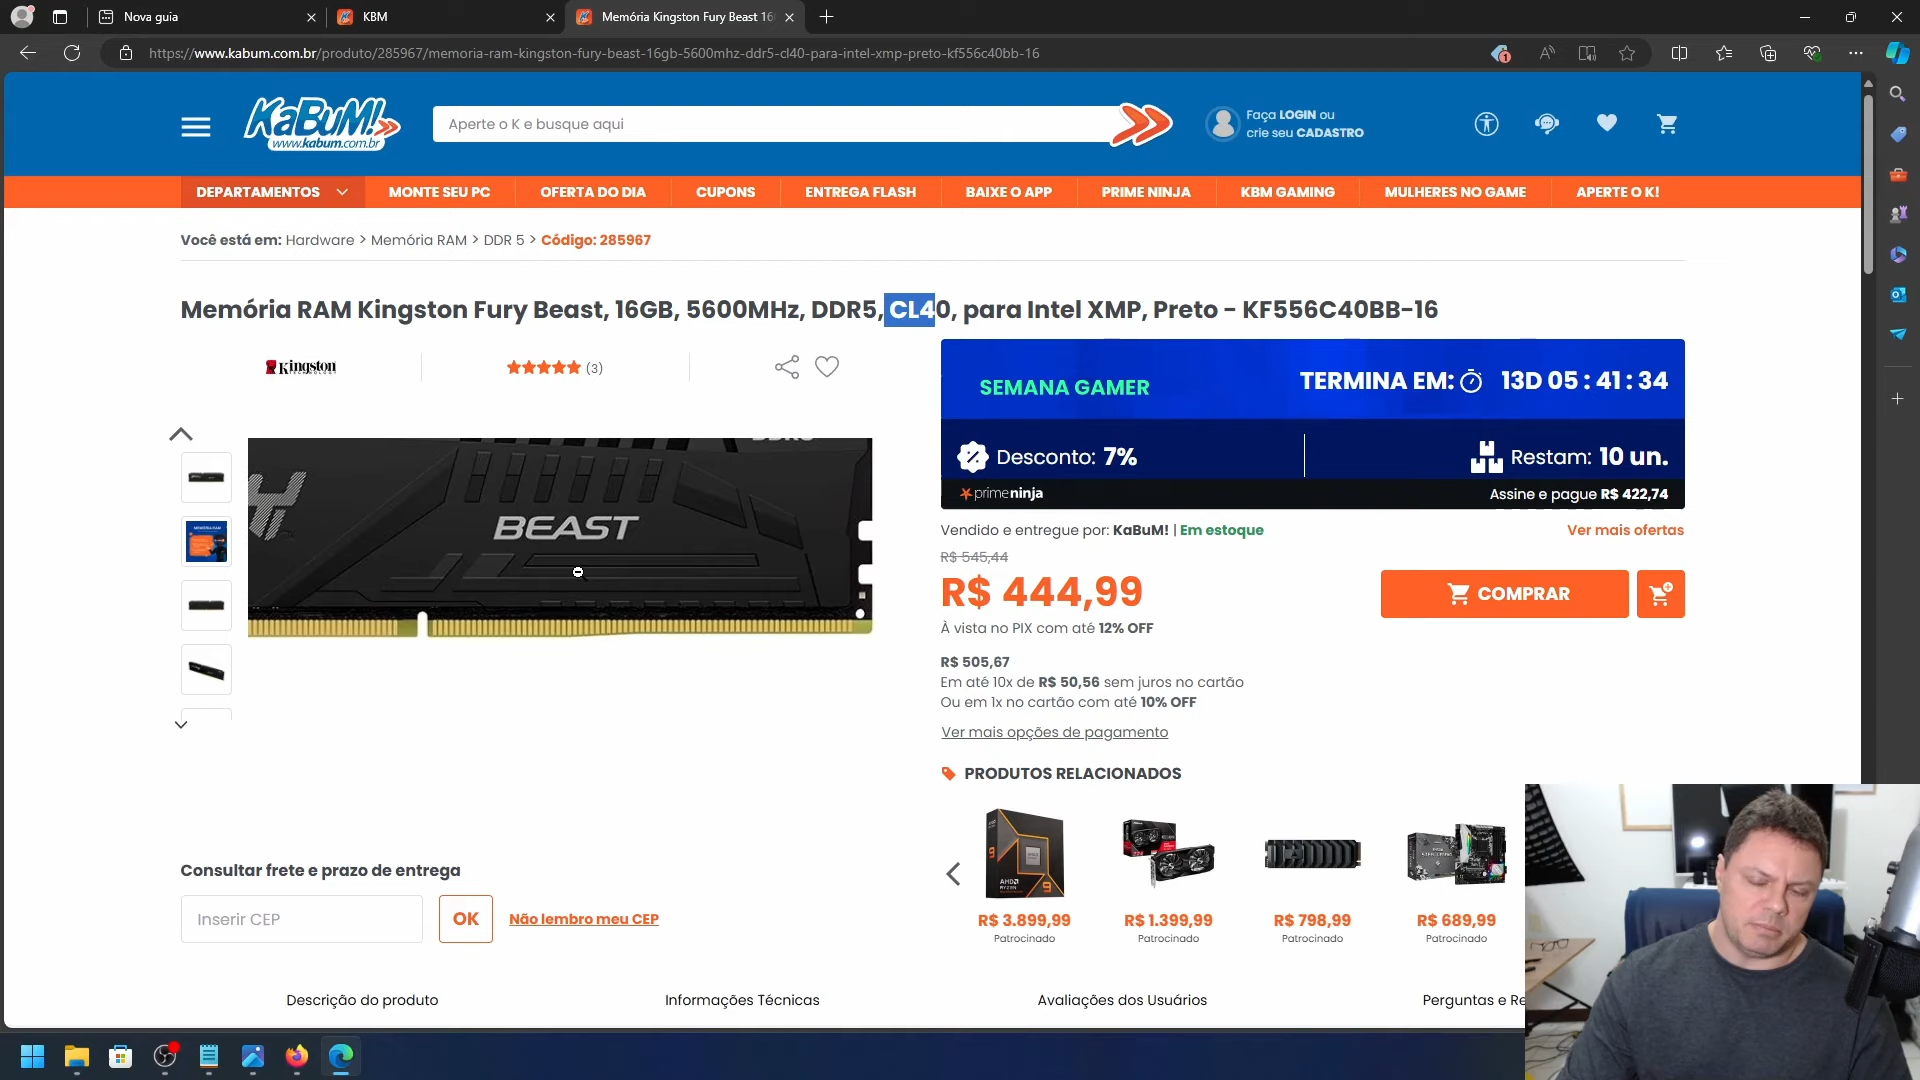 Nova guia
KBM
Memória Kingston Fury Beast 16
https://www.kabum.com.br/produto/285967/memoria-ram-kingston-fury-beast-16gb-5600mhz-ddr5-cl40-para-intel-xmp-preto-kf556c40bb-16
1
KaBuM!
www.kabum.com.br
Aperte o K e busque aqui
Faça LOGIN ou
crie seu CADASTRO
DEPARTAMENTOS
MONTE SEU PC
OFERTA DO DIA
CUPONS
ENTREGA FLASH
BAIXE O APP
PRIME NINJA
KBM GAMING
MULHERES NO GAME
APERTE O K!
Você está em: Hardware > Memória RAM > DDR 5 > Código: 285967
Memória RAM Kingston Fury Beast, 16GB, 5600MHz, DDR5, CL40, para Intel XMP, Preto - KF556C40BB-16
Kingston
TECHNOLOGY
(3)
SEMANA GAMER
TERMINA EM: 13D 05 : 41 : 34
Desconto: 7%
Restam: 10 un.
primeninja
Assine e pague R$ 422,74
BEAST
Vendido e entregue por: KaBuM! | Em estoque
Ver mais ofertas
R$ 545,44
R$ 444,99
COMPRAR
À vista no PIX com até 12% OFF
R$ 505,67
Em até 10x de R$ 50,56 sem juros no cartão
Ou em 1x no cartão com até 10% OFF
Ver mais opções de pagamento
PRODUTOS RELACIONADOS
AMD
RYZEN
9
R$ 3.899,99
Patrocinado
R$ 1.399,99
Patrocinado
R$ 798,99
Patrocinado
R$ 689,99
Patrocinado
Consultar frete e prazo de entrega
Inserir CEP
OK
Não lembro meu CEP
Descrição do produto
Informações Técnicas
Avaliações dos Usuários
Perguntas e Re